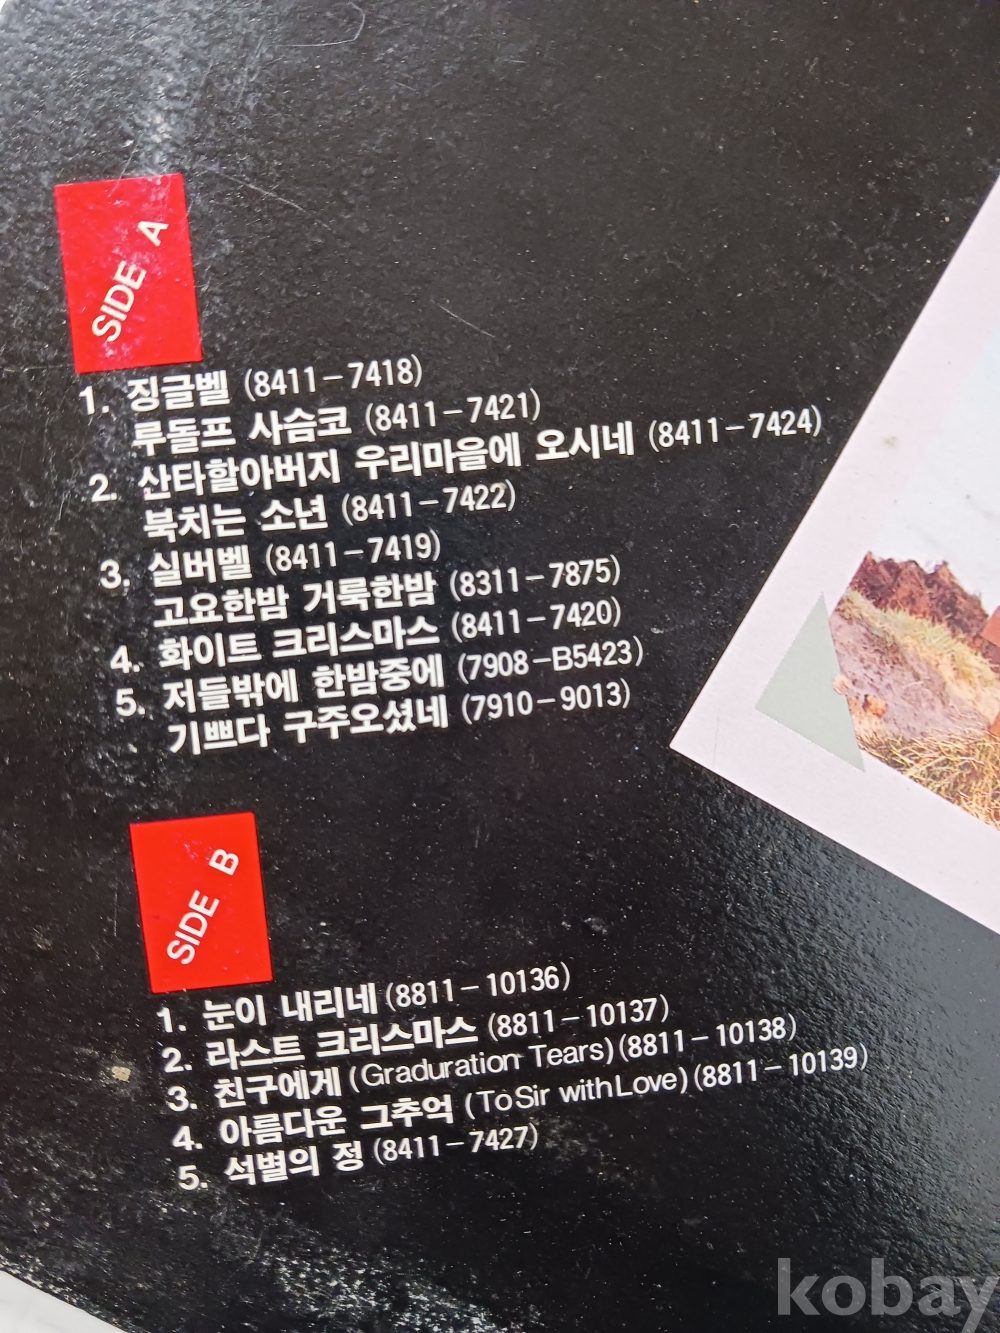 SIDE A
1. 징글벨 (8411-7418)
루돌프 사슴코 (8411-7421)
2. 산타할아버지 우리마을에 오시네 (8411-7424)
북치는 소년 (8411-7422)
3. 실버벨 (8411-7419)
고요한밤 거룩한밤 (8311-7875)
4. 화이트 크리스마스 (8411-7420)
5. 저들밖에 한밤중에 (7908-B5423)
기쁘다 구주오셨네 (7910-9013)
SIDE B
1. 눈이 내리네 (8811-10136)
2. 라스트 크리스마스 (8811-10137)
3. 친구에게 (Graduration Tears) (8811-10138)
4. 아름다운 그추억 (To Sir with Love) (8811-10139)
5. 석별의 정 (8411-7427)
kobay